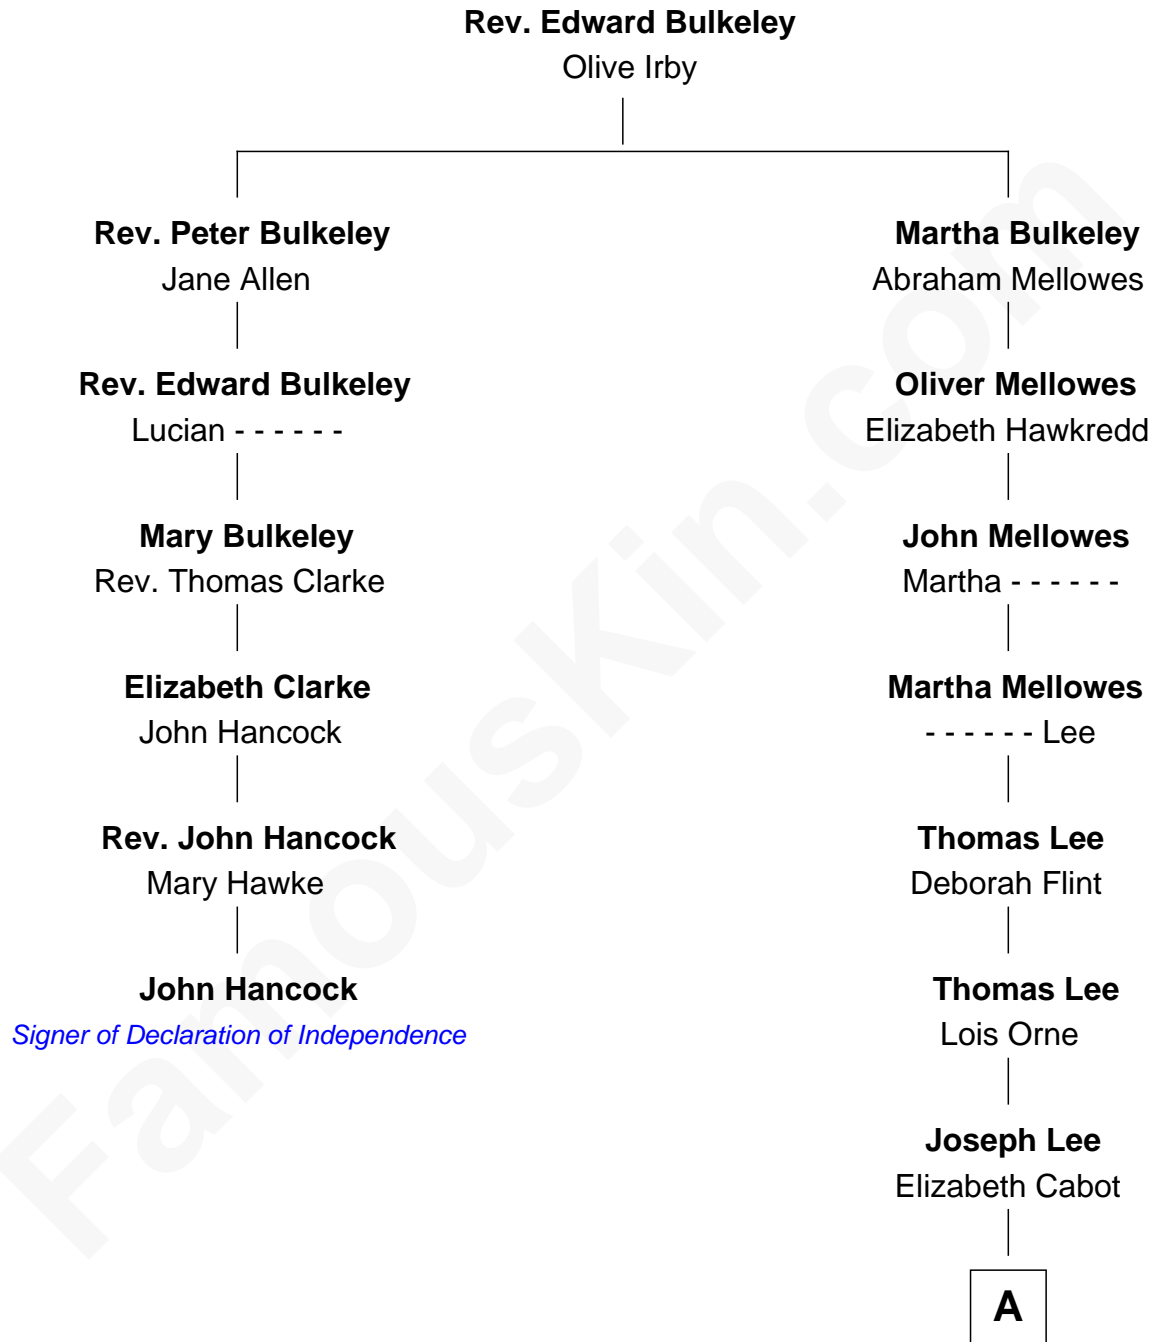 Rev. Edward Bulkeley
Olive Irby
Rev. Peter Bulkeley
Jane Allen
Rev. Edward Bulkeley
Lucian - - - - - -
Mary Bulkeley
Rev. Thomas Clarke
Elizabeth Clarke
John Hancock
Rev. John Hancock
Mary Hawke
John Hancock
Signer of Declaration of Independence
Martha Bulkeley
Abraham Mellowes
Oliver Mellowes
Elizabeth Hawkredd
John Mellowes
Martha - - - - - -
Martha Mellowes
- - - - - - Lee
Thomas Lee
Deborah Flint
Thomas Lee
Lois Orne
Joseph Lee
Elizabeth Cabot
A
FamousKin.com